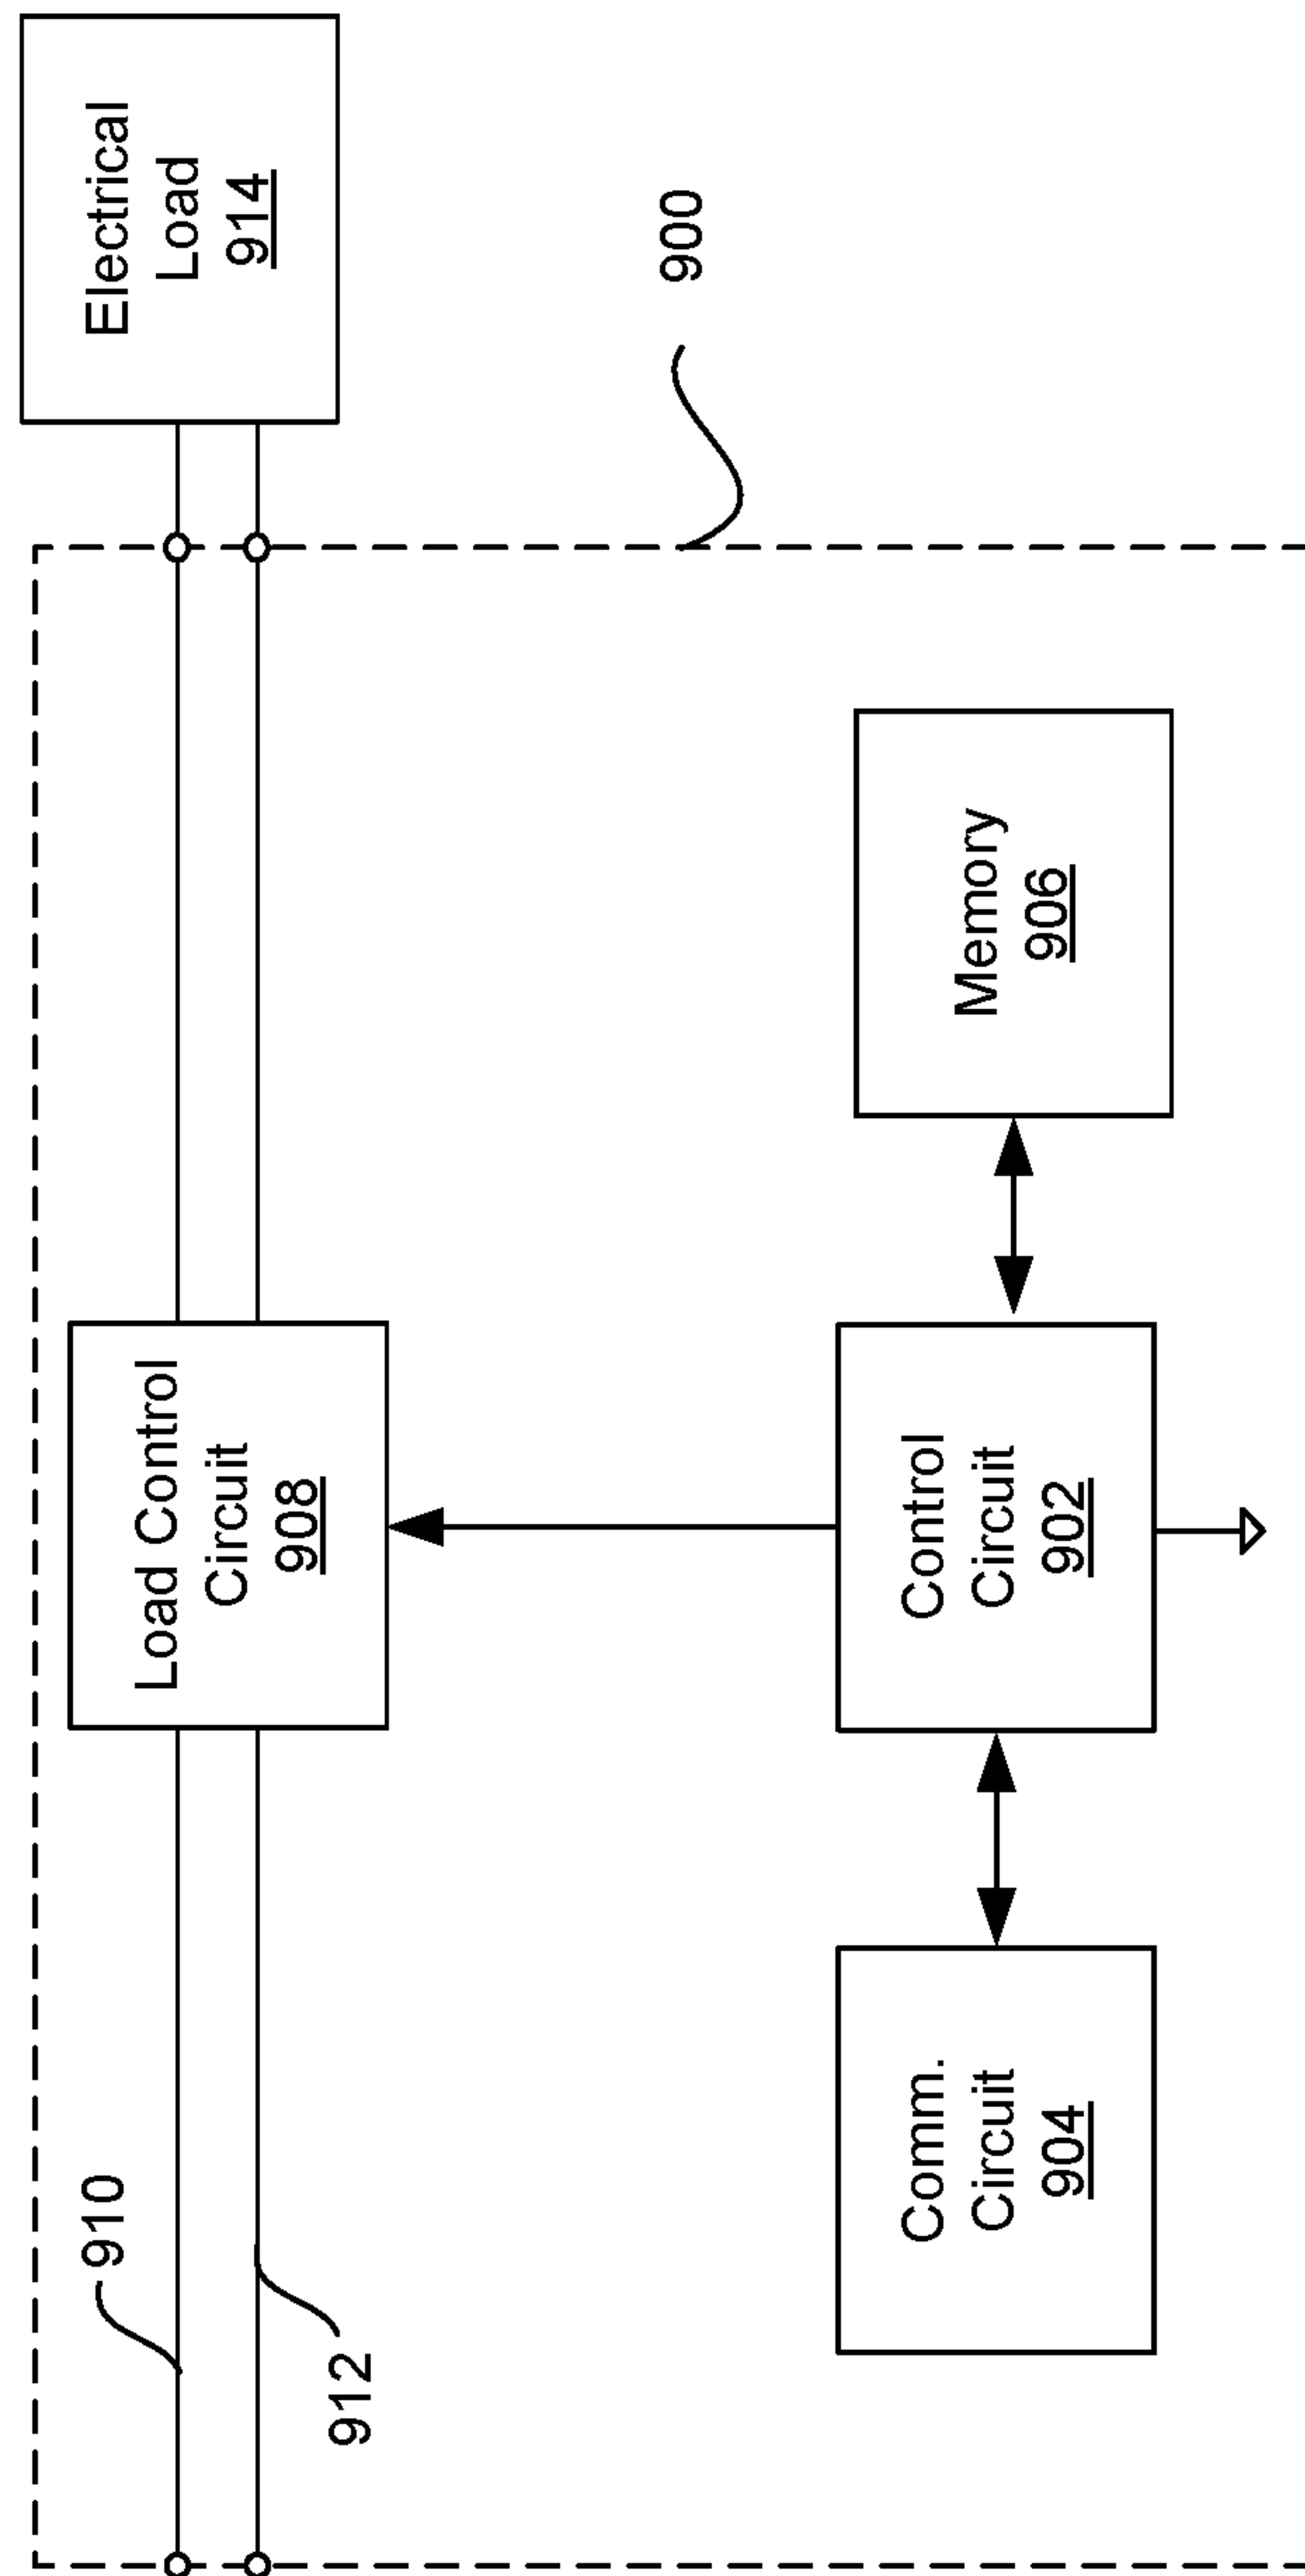 910
912
Load Control
Circuit
908
Electrical
Load
914
900
Comm.
Circuit
904
Control
Circuit
902
Memory
906